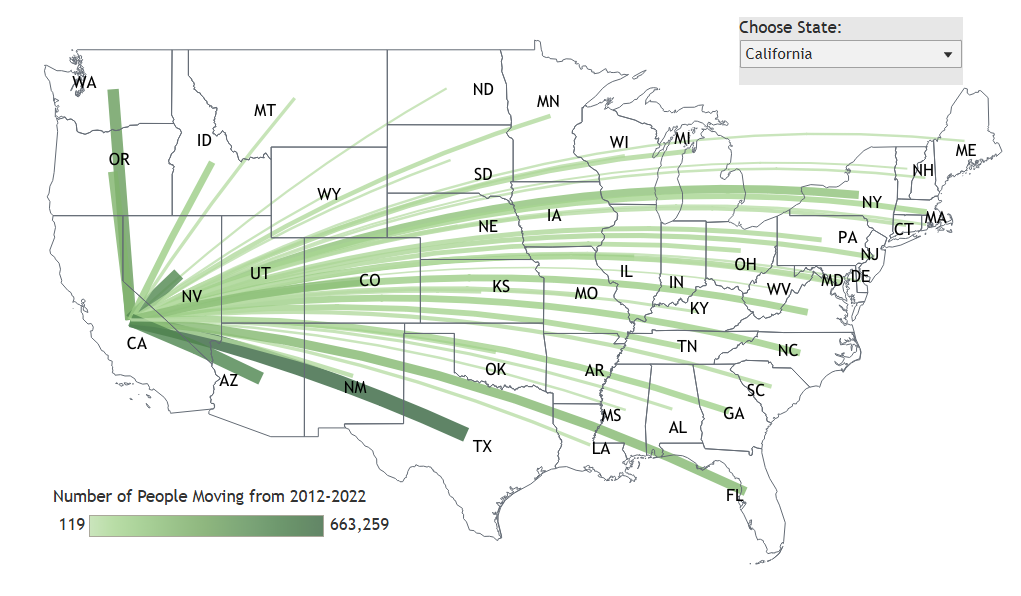 Choose State:
California
WA
MT
ND
MN
OR
ID
WI
MI
ME
SD
NH
WY
NY
NE
IA
MA
CT
PA
NJ
UT
CO
KS
IL
IN
OH
WV
MD
DE
NV
MO
KY
CA
TN
NC
AZ
NM
OK
AR
SC
MS
GA
AL
TX
LA
FL
Number of People Moving from 2012-2022
119 663,259